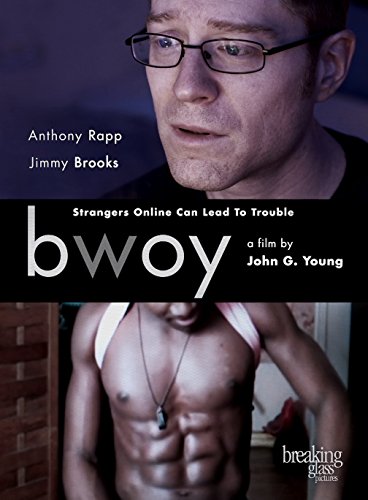 Anthony Rapp
Jimmy Brooks
Strangers Online Can Lead To Trouble
bwoy
a film by
John G. Young
breaking
glass
pictures